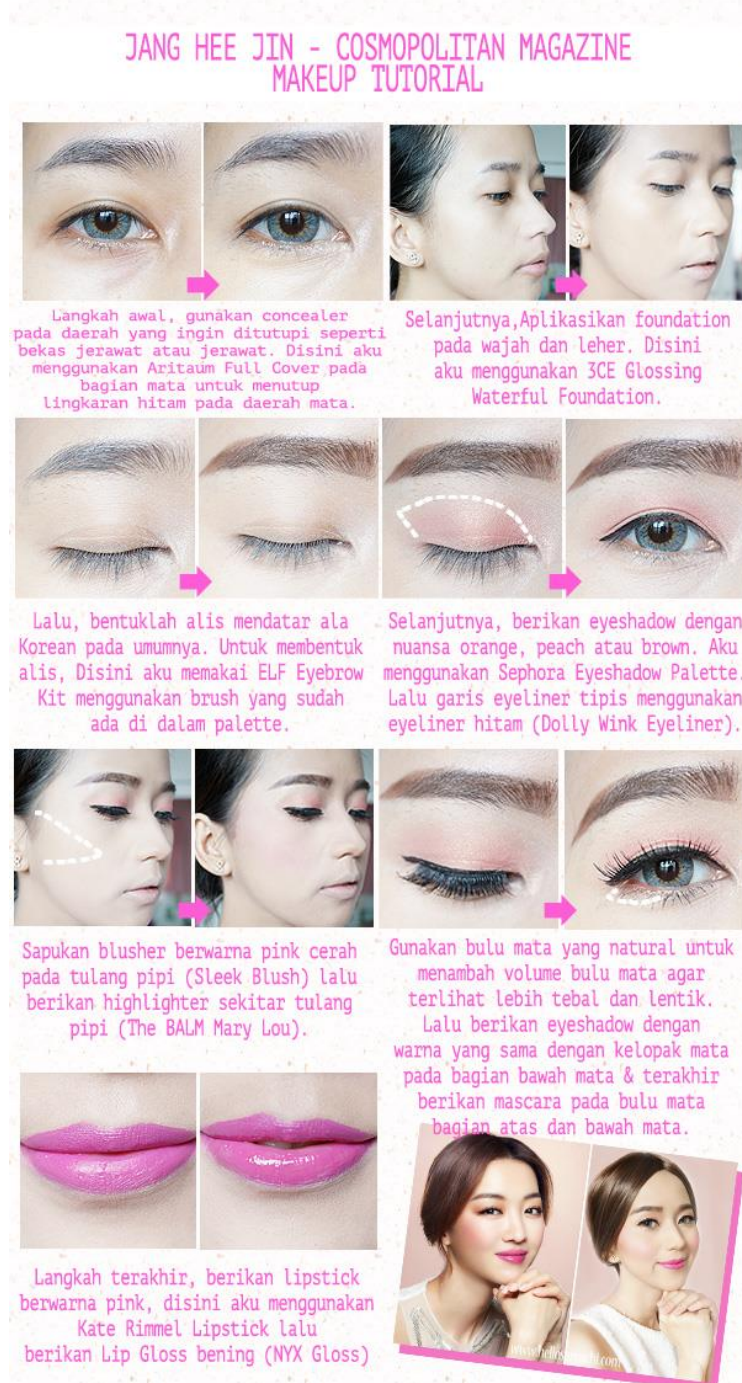 JANG HEE JIN - COSMOPOLITAN MAGAZINE
MAKEUP TUTORIAL
Langkah awal, gunakan concealer
pada daerah yang ingin ditutupi seperti
bekas jerawat atau jerawat. Disini aku
menggunakan Aritaum Full Cover pada
bagian mata untuk menutup
lingkaran hitam pada daerah mata.
Selanjutnya,Aplikasikan foundation
pada wajah dan leher. Disini
aku menggunakan 3CE Glossing
Waterful Foundation.
Lalu, bentuklah alis mendatar ala
Korean pada umumnya. Untuk membentuk
alis, Disini aku memakai ELF Eyebrow
Kit menggunakan brush yang sudah
ada di dalam palette.
Selanjutnya, berikan eyeshadow dengan
nuansa orange, peach atau brown. Aku
menggunakan Sephora Eyeshadow Palette.
Lalu garis eyeliner tipis menggunakan
eyeliner hitam (Dolly Wink Eyeliner).
Sapukan blusher berwarna pink cerah
pada tulang pipi (Sleek Blush) lalu
berikan highlighter sekitar tulang
pipi (The BALM Mary Lou).
Gunakan bulu mata yang natural untuk
menambah volume bulu mata agar
terlihat lebih tebal dan lentik.
Lalu berikan eyeshadow dengan
warna yang sama dengan kelopak mata
pada bagian bawah mata & terakhir
berikan mascara pada bulu mata
bagian atas dan bawah mata.
Langkah terakhir, berikan lipstick
berwarna pink, disini aku menggunakan
Kate Rimmel Lipstick lalu
berikan Lip Gloss bening (NYX Gloss)